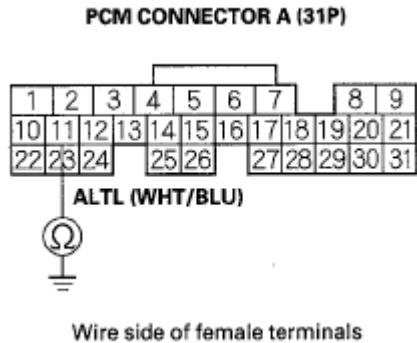 PCM CONNECTOR A (31P)
1 2 3 4 5 6 7 8 9
10 11 12 13 14 15 16 17 18 19 20 21
22 23 24 25 26 27 28 29 30 31
ALTL (WHT/BLU)
Ω
Wire side of female terminals